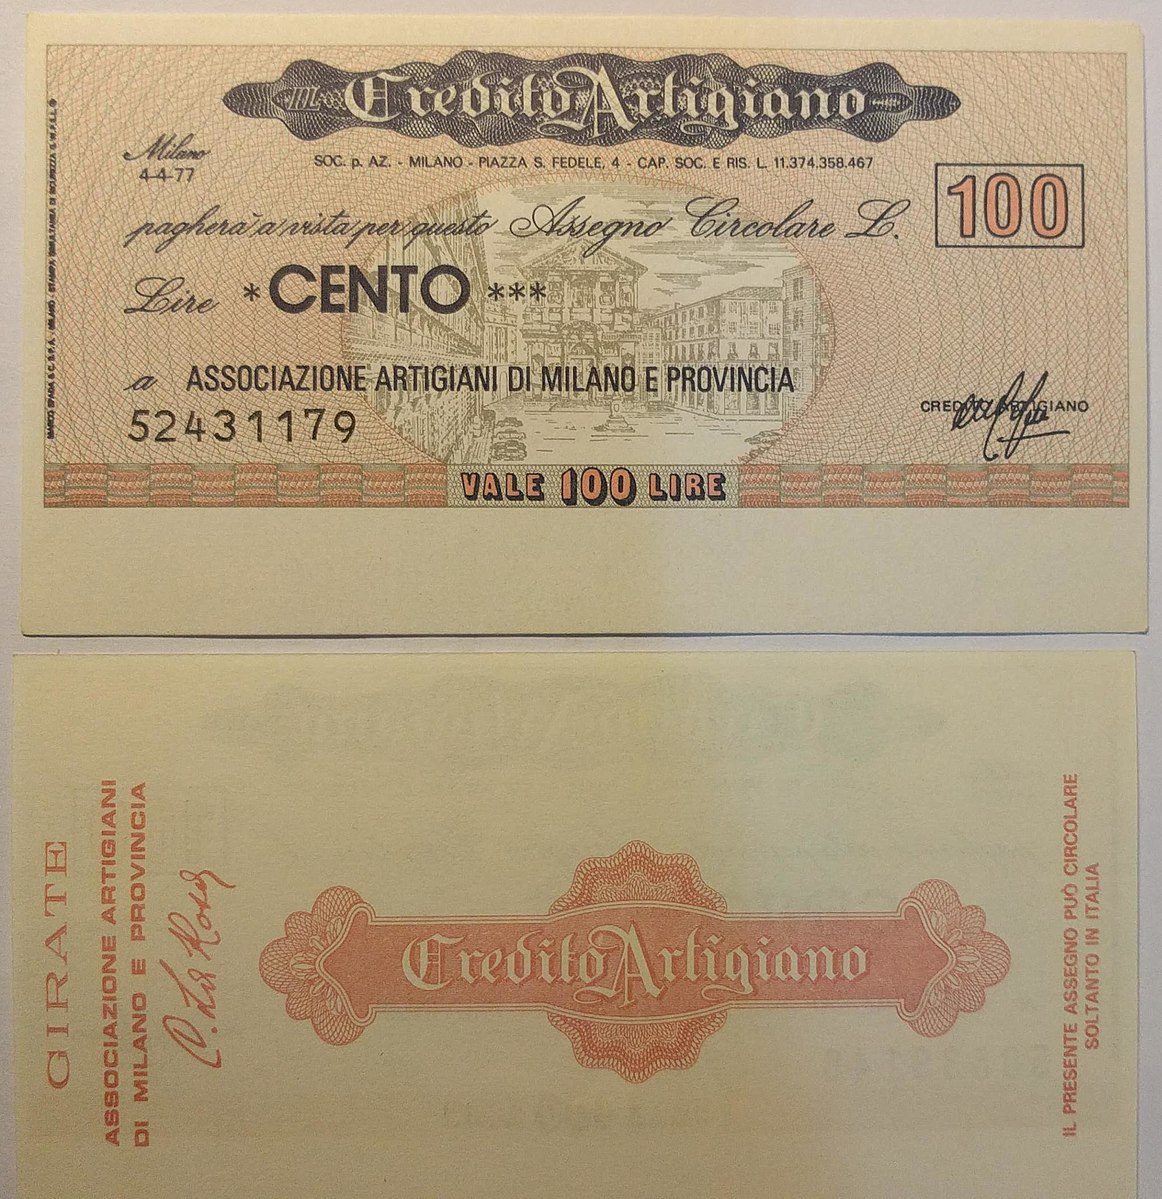 IL Credito Artigiano
SOC. p. AZ. - MILANO - PIAZZA S. FEDELE, 4 - CAP. SOC. E RIS. L. 11.374.358.467
Milano
4-4-77
100
pagherà a vista per questo Assegno Circolare L.
Lire *CENTO ***
a ASSOCIAZIONE ARTIGIANI DI MILANO E PROVINCIA
52431179
CREDITO ARTIGIANO
VALE 100 LIRE
GIRATE
ASSOCIAZIONE ARTIGIANI
DI MILANO E PROVINCIA
Credito Artigiano
IL PRESENTE ASSEGNO PUÒ CIRCOLARE
SOLTANTO IN ITALIA